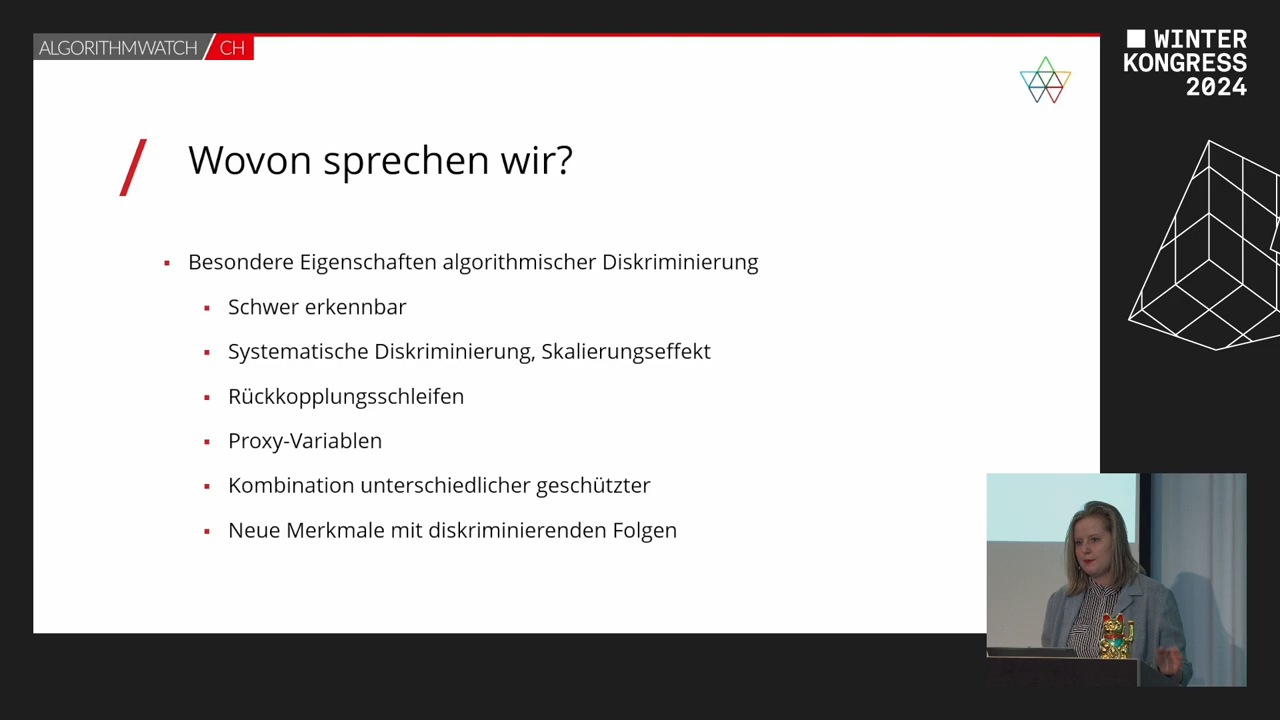 ALGORITHMWATCH / CH
WINTER
KONGRESS
2024
Wovon sprechen wir?
Besondere Eigenschaften algorithmischer Diskriminierung
Schwer erkennbar
Systematische Diskriminierung, Skalierungseffekt
Rückkopplungsschleifen
Proxy-Variablen
Kombination unterschiedlicher geschützter
Neue Merkmale mit diskriminierenden Folgen